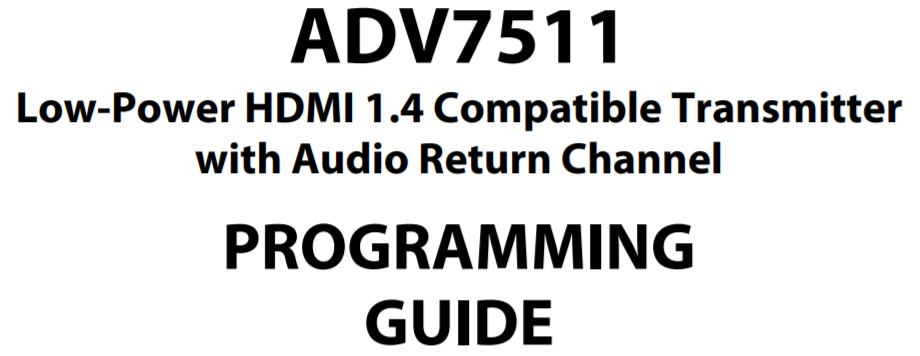 ADV7511
Low-Power HDMI 1.4 Compatible Transmitter
with Audio Return Channel
PROGRAMMING
GUIDE